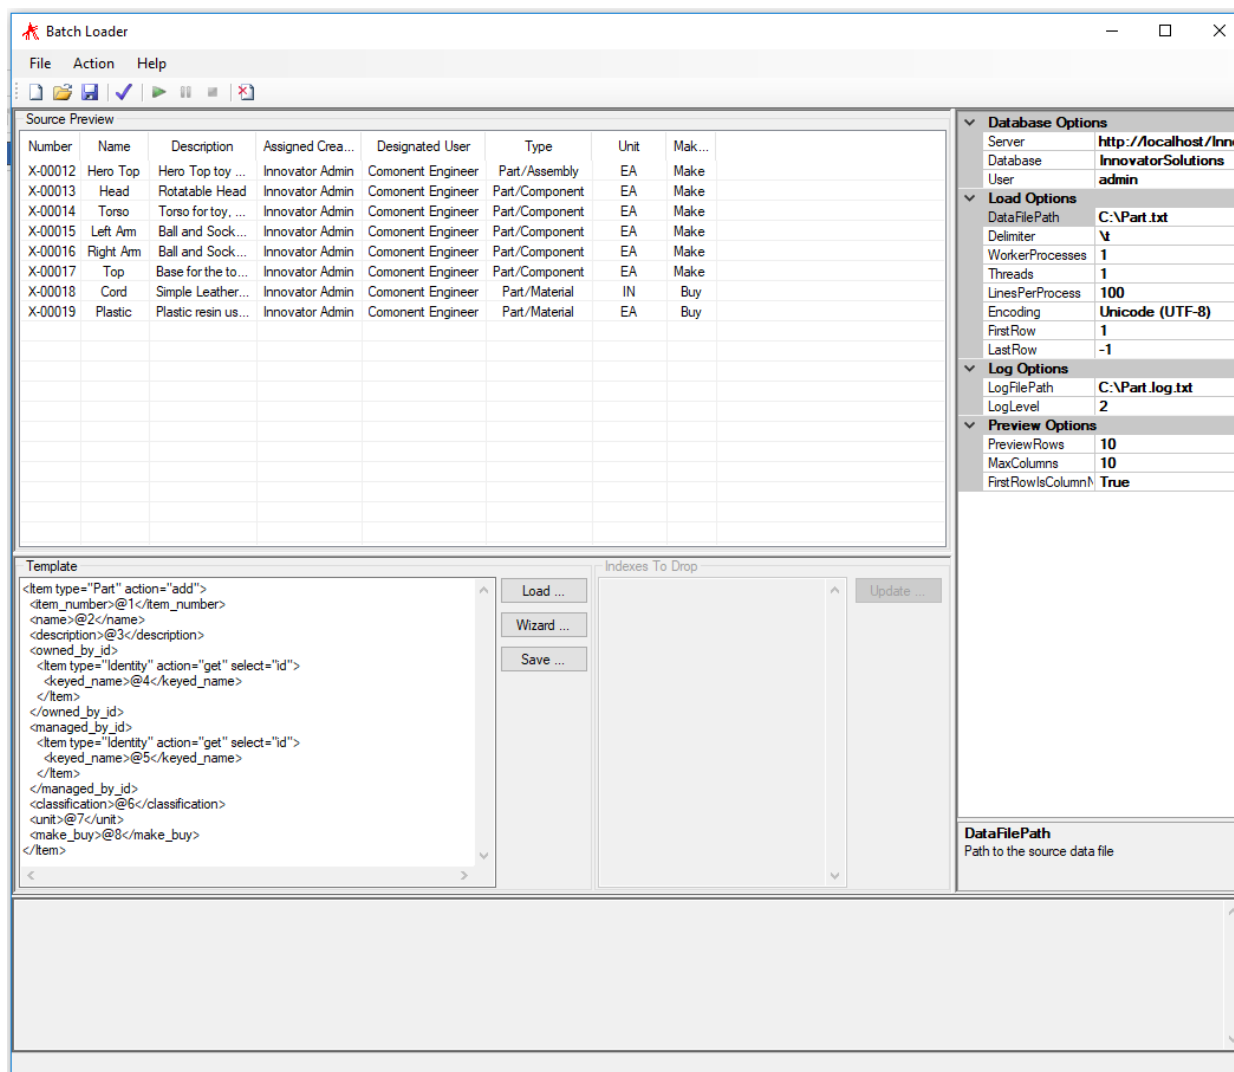 Batch Loader
File Action Help
Source Preview
Number Name Description Assigned Crea... Designated User Type Unit Mak...
X-00012 Hero Top Hero Top toy ... Innovator Admin Comonent Engineer Part/Assembly EA Make
X-00013 Head Rotatable Head Innovator Admin Comonent Engineer Part/Component EA Make
X-00014 Torso Torso for toy, ... Innovator Admin Comonent Engineer Part/Component EA Make
X-00015 Left Arm Ball and Sock... Innovator Admin Comonent Engineer Part/Component EA Make
X-00016 Right Arm Ball and Sock... Innovator Admin Comonent Engineer Part/Component EA Make
X-00017 Top Base for the to... Innovator Admin Comonent Engineer Part/Component EA Make
X-00018 Cord Simple Leather... Innovator Admin Comonent Engineer Part/Material IN Buy
X-00019 Plastic Plastic resin us... Innovator Admin Comonent Engineer Part/Material EA Buy
Template
<Item type="Part" action="add">
<item_number>@1</item_number>
<name>@2</name>
<description>@3</description>
<owned_by_id>
<Item type="Identity" action="get" select="id">
<keyed_name>@4</keyed_name>
</Item>
</owned_by_id>
<managed_by_id>
<Item type="Identity" action="get" select="id">
<keyed_name>@5</keyed_name>
</Item>
</managed_by_id>
<classification>@6</classification>
<unit>@7</unit>
<make_buy>@8</make_buy>
</Item>
Load ...
Wizard ...
Save ...
Indexes To Drop
Update ...
Database Options
Server http://localhost/Inn
Database InnovatorSolutions
User admin
Load Options
DataFilePath C:\Part.txt
Delimiter \t
WorkerProcesses 1
Threads 1
LinesPerProcess 100
Encoding Unicode (UTF-8)
FirstRow 1
LastRow -1
Log Options
LogFilePath C:\Part.log.txt
LogLevel 2
Preview Options
PreviewRows 10
MaxColumns 10
FirstRowIsColumnN True
DataFilePath
Path to the source data file